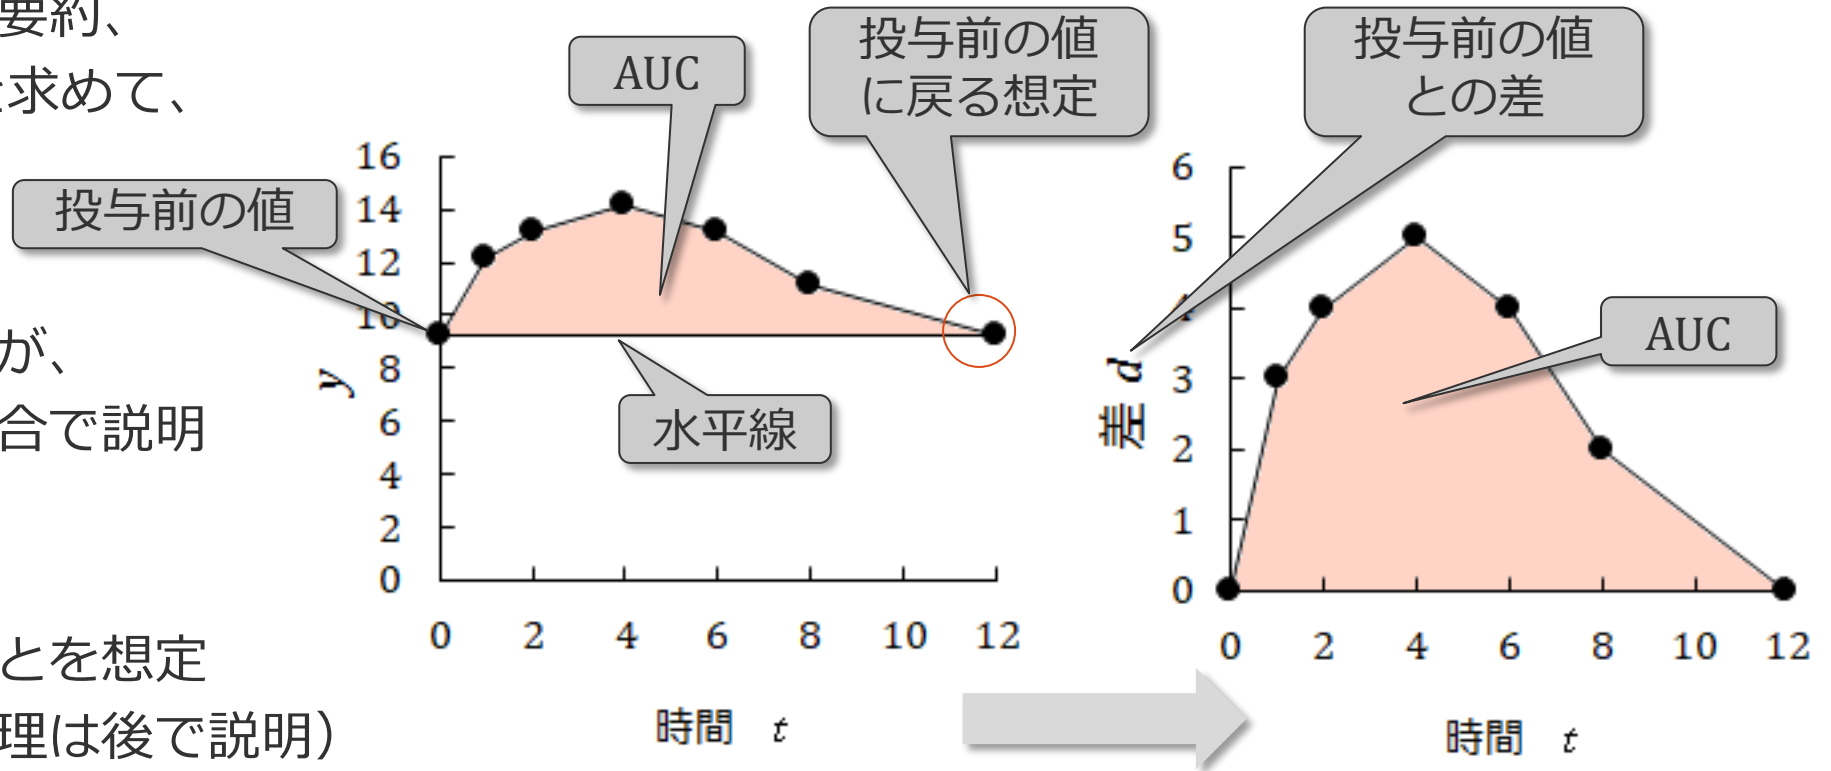 要約、
求めて、
が、
合で説明
とを想定
理は後で説明）
投与前の値
AUC
投与前の値
に戻る想定
水平線
16
14
12
10
8
6
4
2
0
y
0 2 4 6 8 10 12
時間 t
投与前の値
との差
AUC
6
5
4
3
2
1
0
差 d
0 2 4 6 8 10 12
時間 t